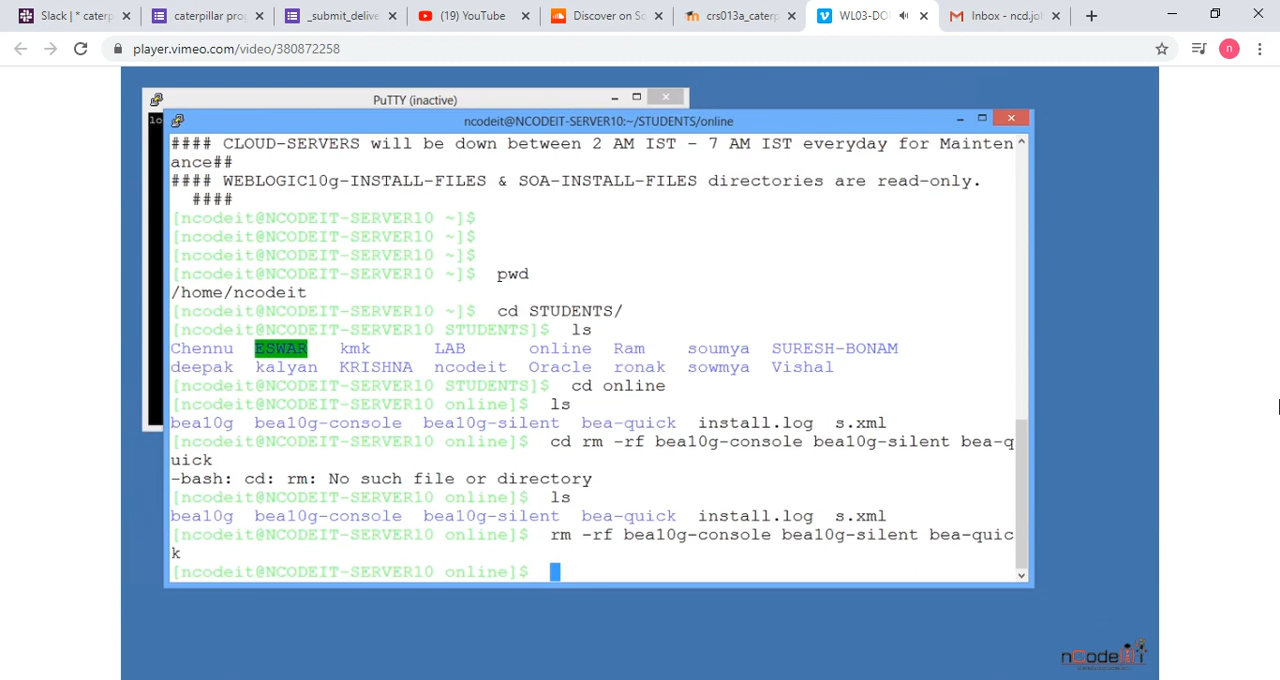 Slack | * caterp
caterpillar pro
_submit_delive
(19) YouTube
Discover on So
crs013a_caterp
WL03-DO
Inbox - ncd.jo
player.vimeo.com/video/380872258
n
PuTTY (inactive)
lo
ncodeit@NCODEIT-SERVER10:~/STUDENTS/online
#### CLOUD-SERVERS will be down between 2 AM IST - 7 AM IST everyday for Mainten
ance##
#### WEBLOGIC10g-INSTALL-FILES & SOA-INSTALL-FILES directories are read-only.
####
[ncodeit@NCODEIT-SERVER10 ~]$
[ncodeit@NCODEIT-SERVER10 ~]$
[ncodeit@NCODEIT-SERVER10 ~]$
[ncodeit@NCODEIT-SERVER10 ~]$ pwd
/home/ncodeit
[ncodeit@NCODEIT-SERVER10 ~]$ cd STUDENTS/
[ncodeit@NCODEIT-SERVER10 STUDENTS]$ ls
Chennu ESWAR kmk LAB online Ram soumya SURESH-BONAM
deepak kalyan KRISHNA ncodeit Oracle ronak sowmya Vishal
[ncodeit@NCODEIT-SERVER10 STUDENTS]$ cd online
[ncodeit@NCODEIT-SERVER10 online]$ ls
bea10g bea10g-console bea10g-silent bea-quick install.log s.xml
[ncodeit@NCODEIT-SERVER10 online]$ cd rm -rf bea10g-console bea10g-silent bea-q
uick
-bash: cd: rm: No such file or directory
[ncodeit@NCODEIT-SERVER10 online]$ ls
bea10g bea10g-console bea10g-silent bea-quick install.log s.xml
[ncodeit@NCODEIT-SERVER10 online]$ rm -rf bea10g-console bea10g-silent bea-quic
k
[ncodeit@NCODEIT-SERVER10 online]$
nCodeiT